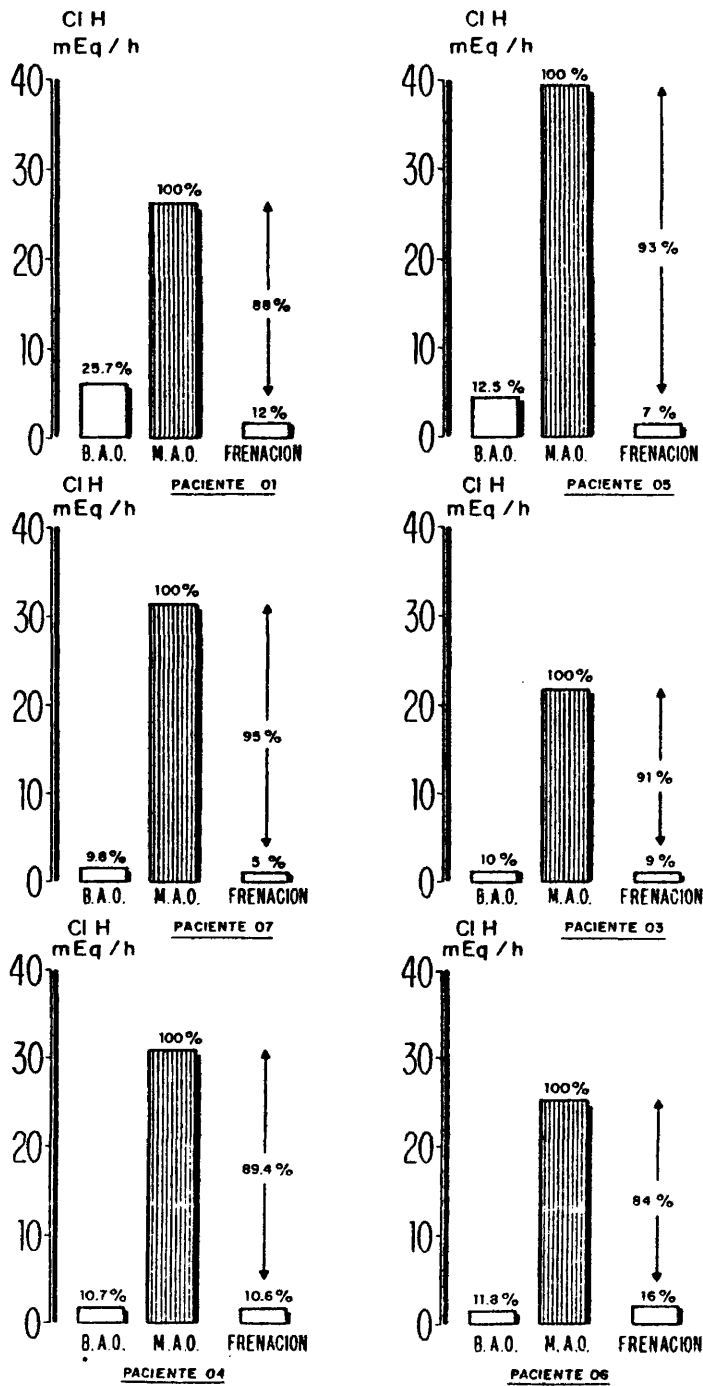 Cl H
mEq / h
40
30
20
10
0
25.7%
100%
88%
12%
B.A.O. M.A.O. FRENACION
PACIENTE 01
Cl H
mEq / h
40
30
20
10
0
12.5 %
100 %
93 %
7 %
B.A.O. M.A.O. FRENACION
PACIENTE 05
Cl H
mEq / h
40
30
20
10
0
9.8%
100%
95 %
5 %
B.A.O. M.A.O. FRENACION
PACIENTE 07
Cl H
mEq / h
40
30
20
10
0
10 %
100%
91 %
9 %
B.A.O. M.A.O. FRENACION
PACIENTE 03
Cl H
mEq / h
40
30
20
10
0
10.7%
100%
89.4 %
10.6 %
B.A.O. M.A.O. FRENACION
PACIENTE 04
Cl H
mEq / h
40
30
20
10
0
11.8%
100%
84 %
16 %
B.A.O. M.A.O. FRENACION
PACIENTE 06